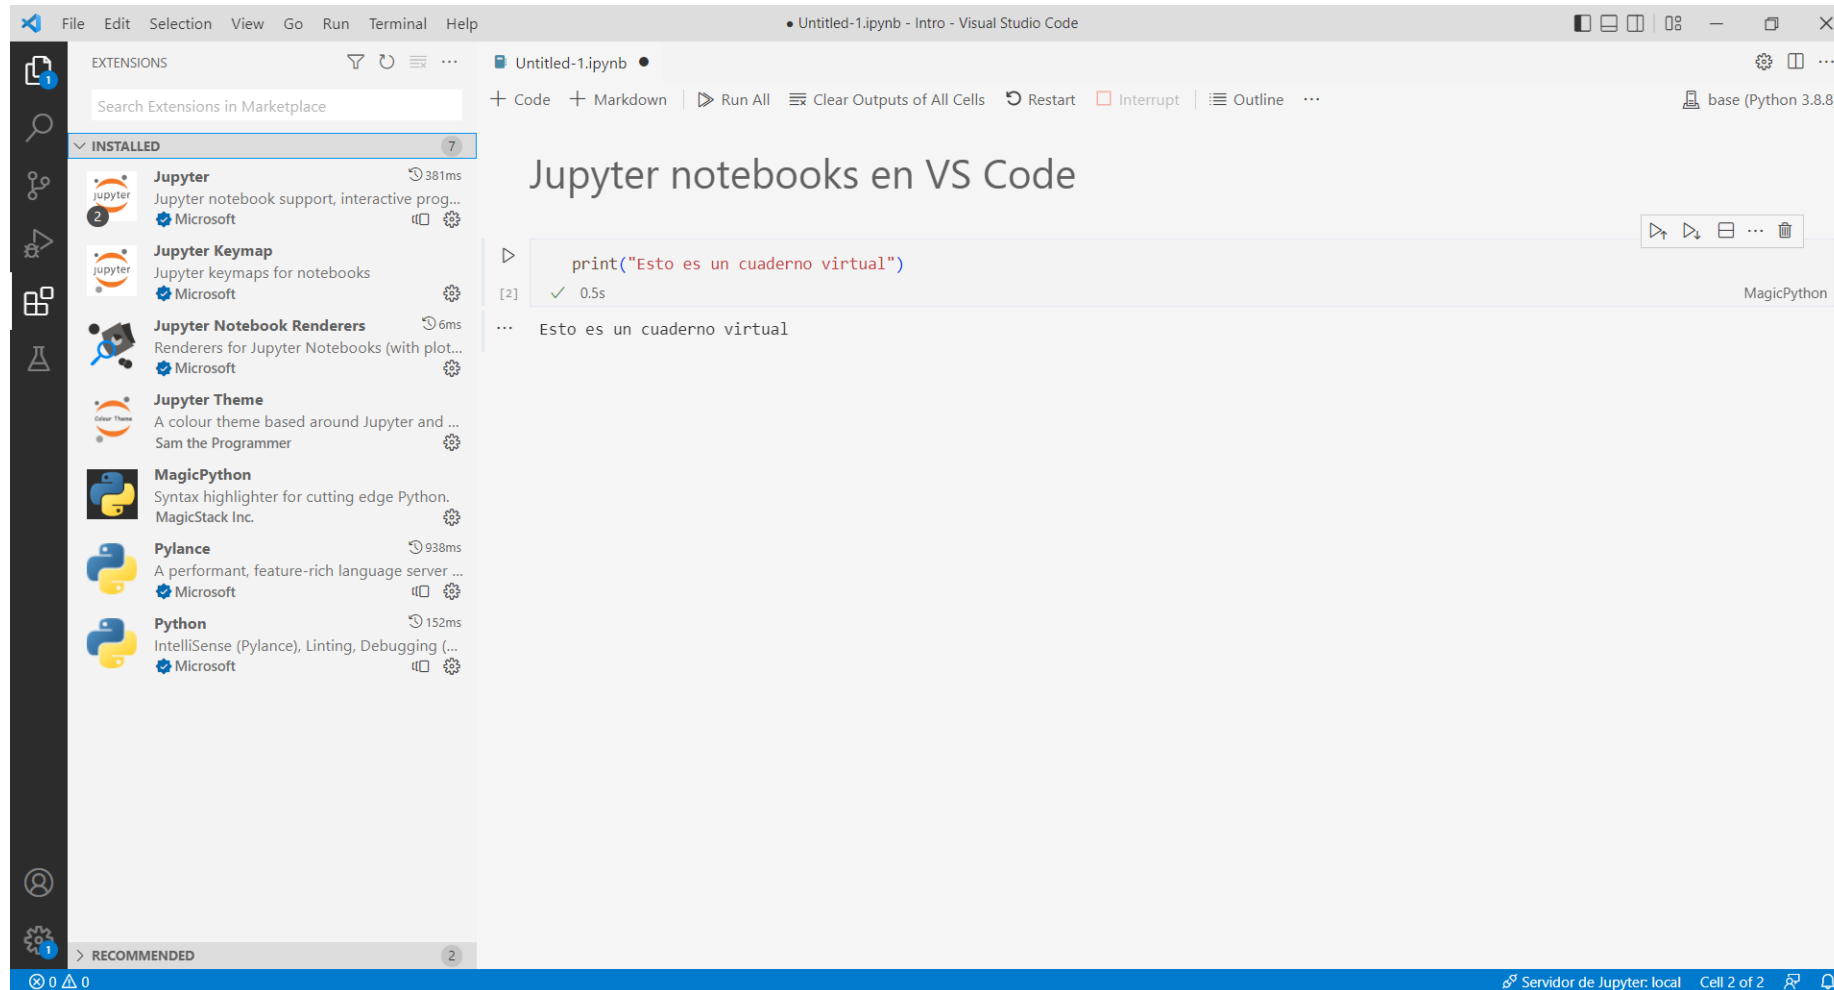 File Edit Selection View Go Run Terminal Help
● Untitled-1.ipynb - Intro - Visual Studio Code
1
EXTENSIONS
Search Extensions in Marketplace
INSTALLED 7
Jupyter 381ms
Jupyter notebook support, interactive prog...
Microsoft
jupyter
2
Jupyter Keymap
Jupyter keymaps for notebooks
Microsoft
jupyter
Jupyter Notebook Renderers 6ms
Renderers for Jupyter Notebooks (with plot...
Microsoft
Jupyter Theme
A colour theme based around Jupyter and ...
Sam the Programmer
Colour Theme
MagicPython
Syntax highlighter for cutting edge Python.
MagicStack Inc.
Pylance 938ms
A performant, feature-rich language server ...
Microsoft
Python 152ms
IntelliSense (Pylance), Linting, Debugging (...
Microsoft
RECOMMENDED 2
1
Untitled-1.ipynb ●
+ Code + Markdown Run All Clear Outputs of All Cells Restart Interrupt Outline ...
base (Python 3.8.8
Jupyter notebooks en VS Code
print("Esto es un cuaderno virtual")
[2] ✓ 0.5s
MagicPython
... Esto es un cuaderno virtual
0 0
Servidor de Jupyter: local Cell 2 of 2